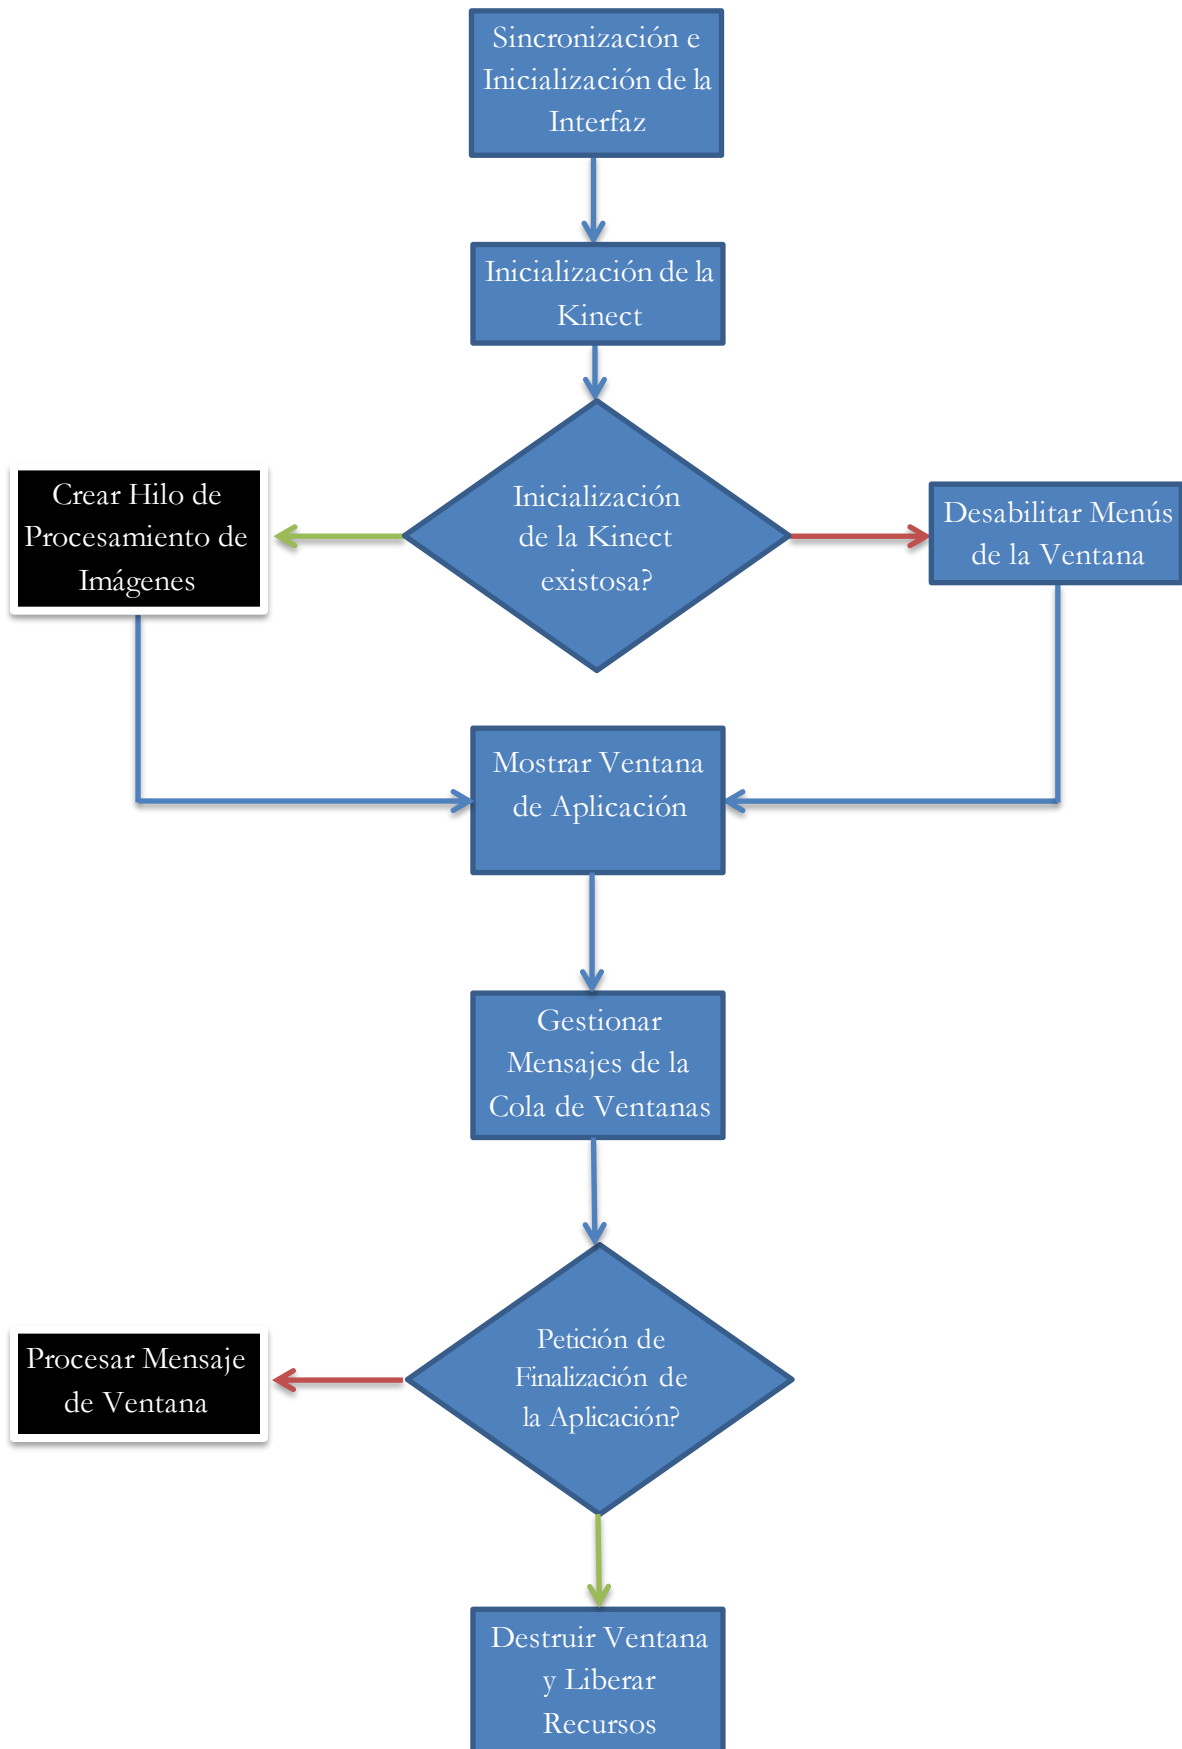 Sincronización e
Inicialización de la
Interfaz
Inicialización de la
Kinect
Crear Hilo de
Procesamiento de
Imágenes
Inicialización
de la Kinect
existosa?
Desabilitar Menús
de la Ventana
Mostrar Ventana
de Aplicación
Gestionar
Mensajes de la
Cola de Ventanas
Procesar Mensaje
de Ventana
Petición de
Finalización de
la Aplicación?
Destruir Ventana
y Liberar
Recursos